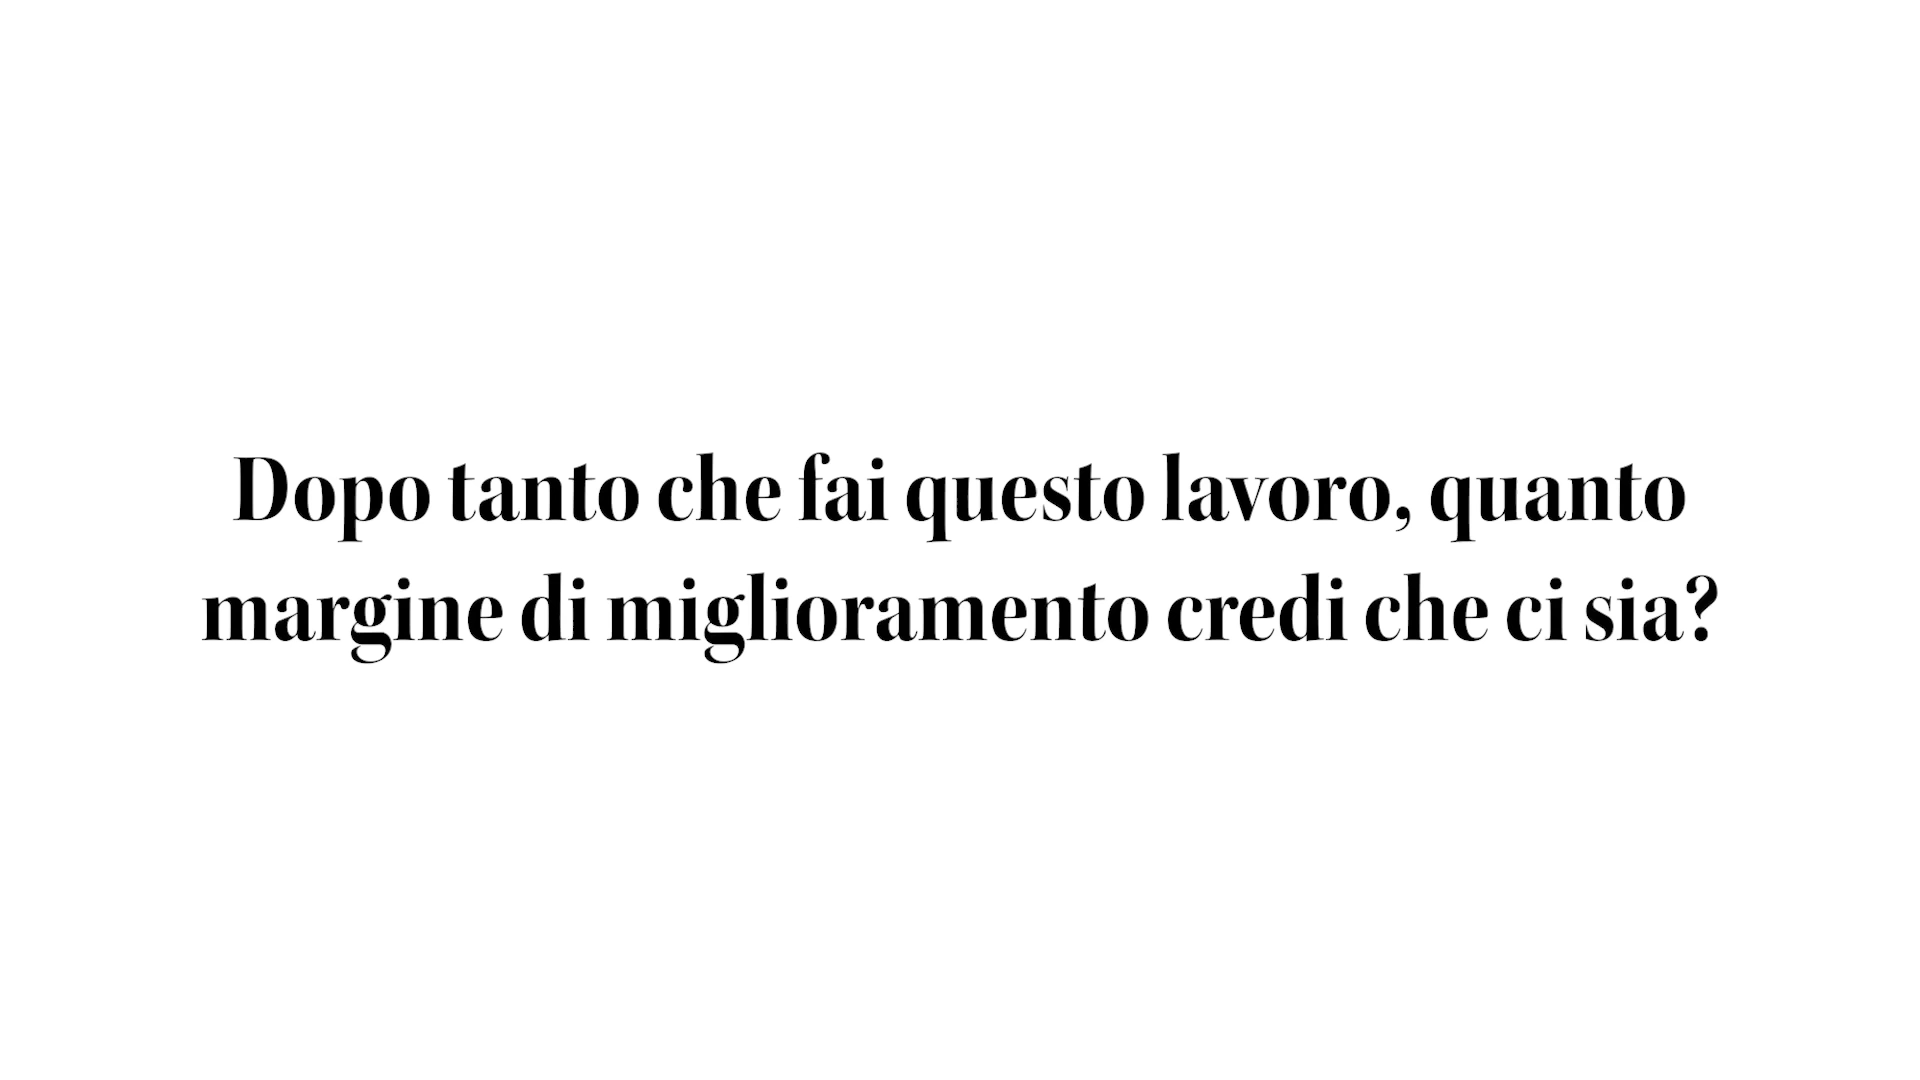 Dopo tanto che fai questo lavoro, quanto
margine di miglioramento credi che ci sia?